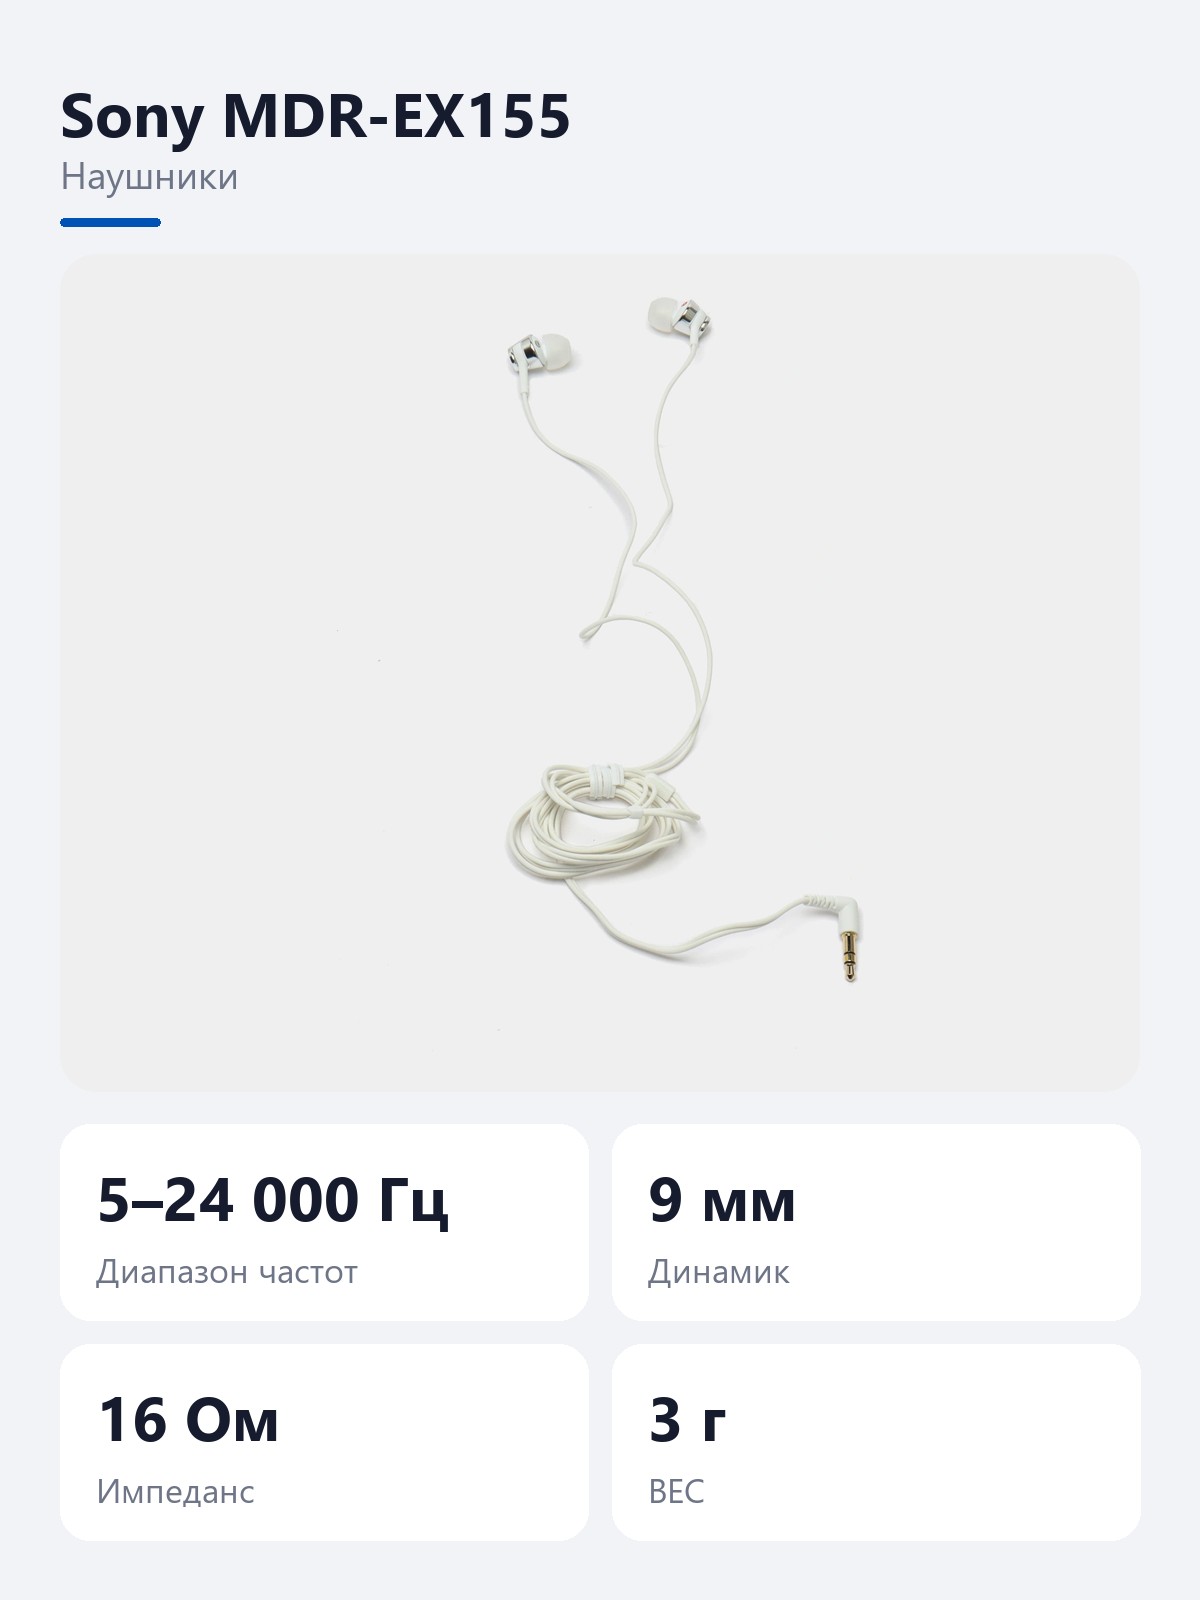 Sony MDR-EX155
Наушники
5–24 000 Гц
Диапазон частот
9 мм
Динамик
16 Ом
Импеданс
3 г
ВЕС